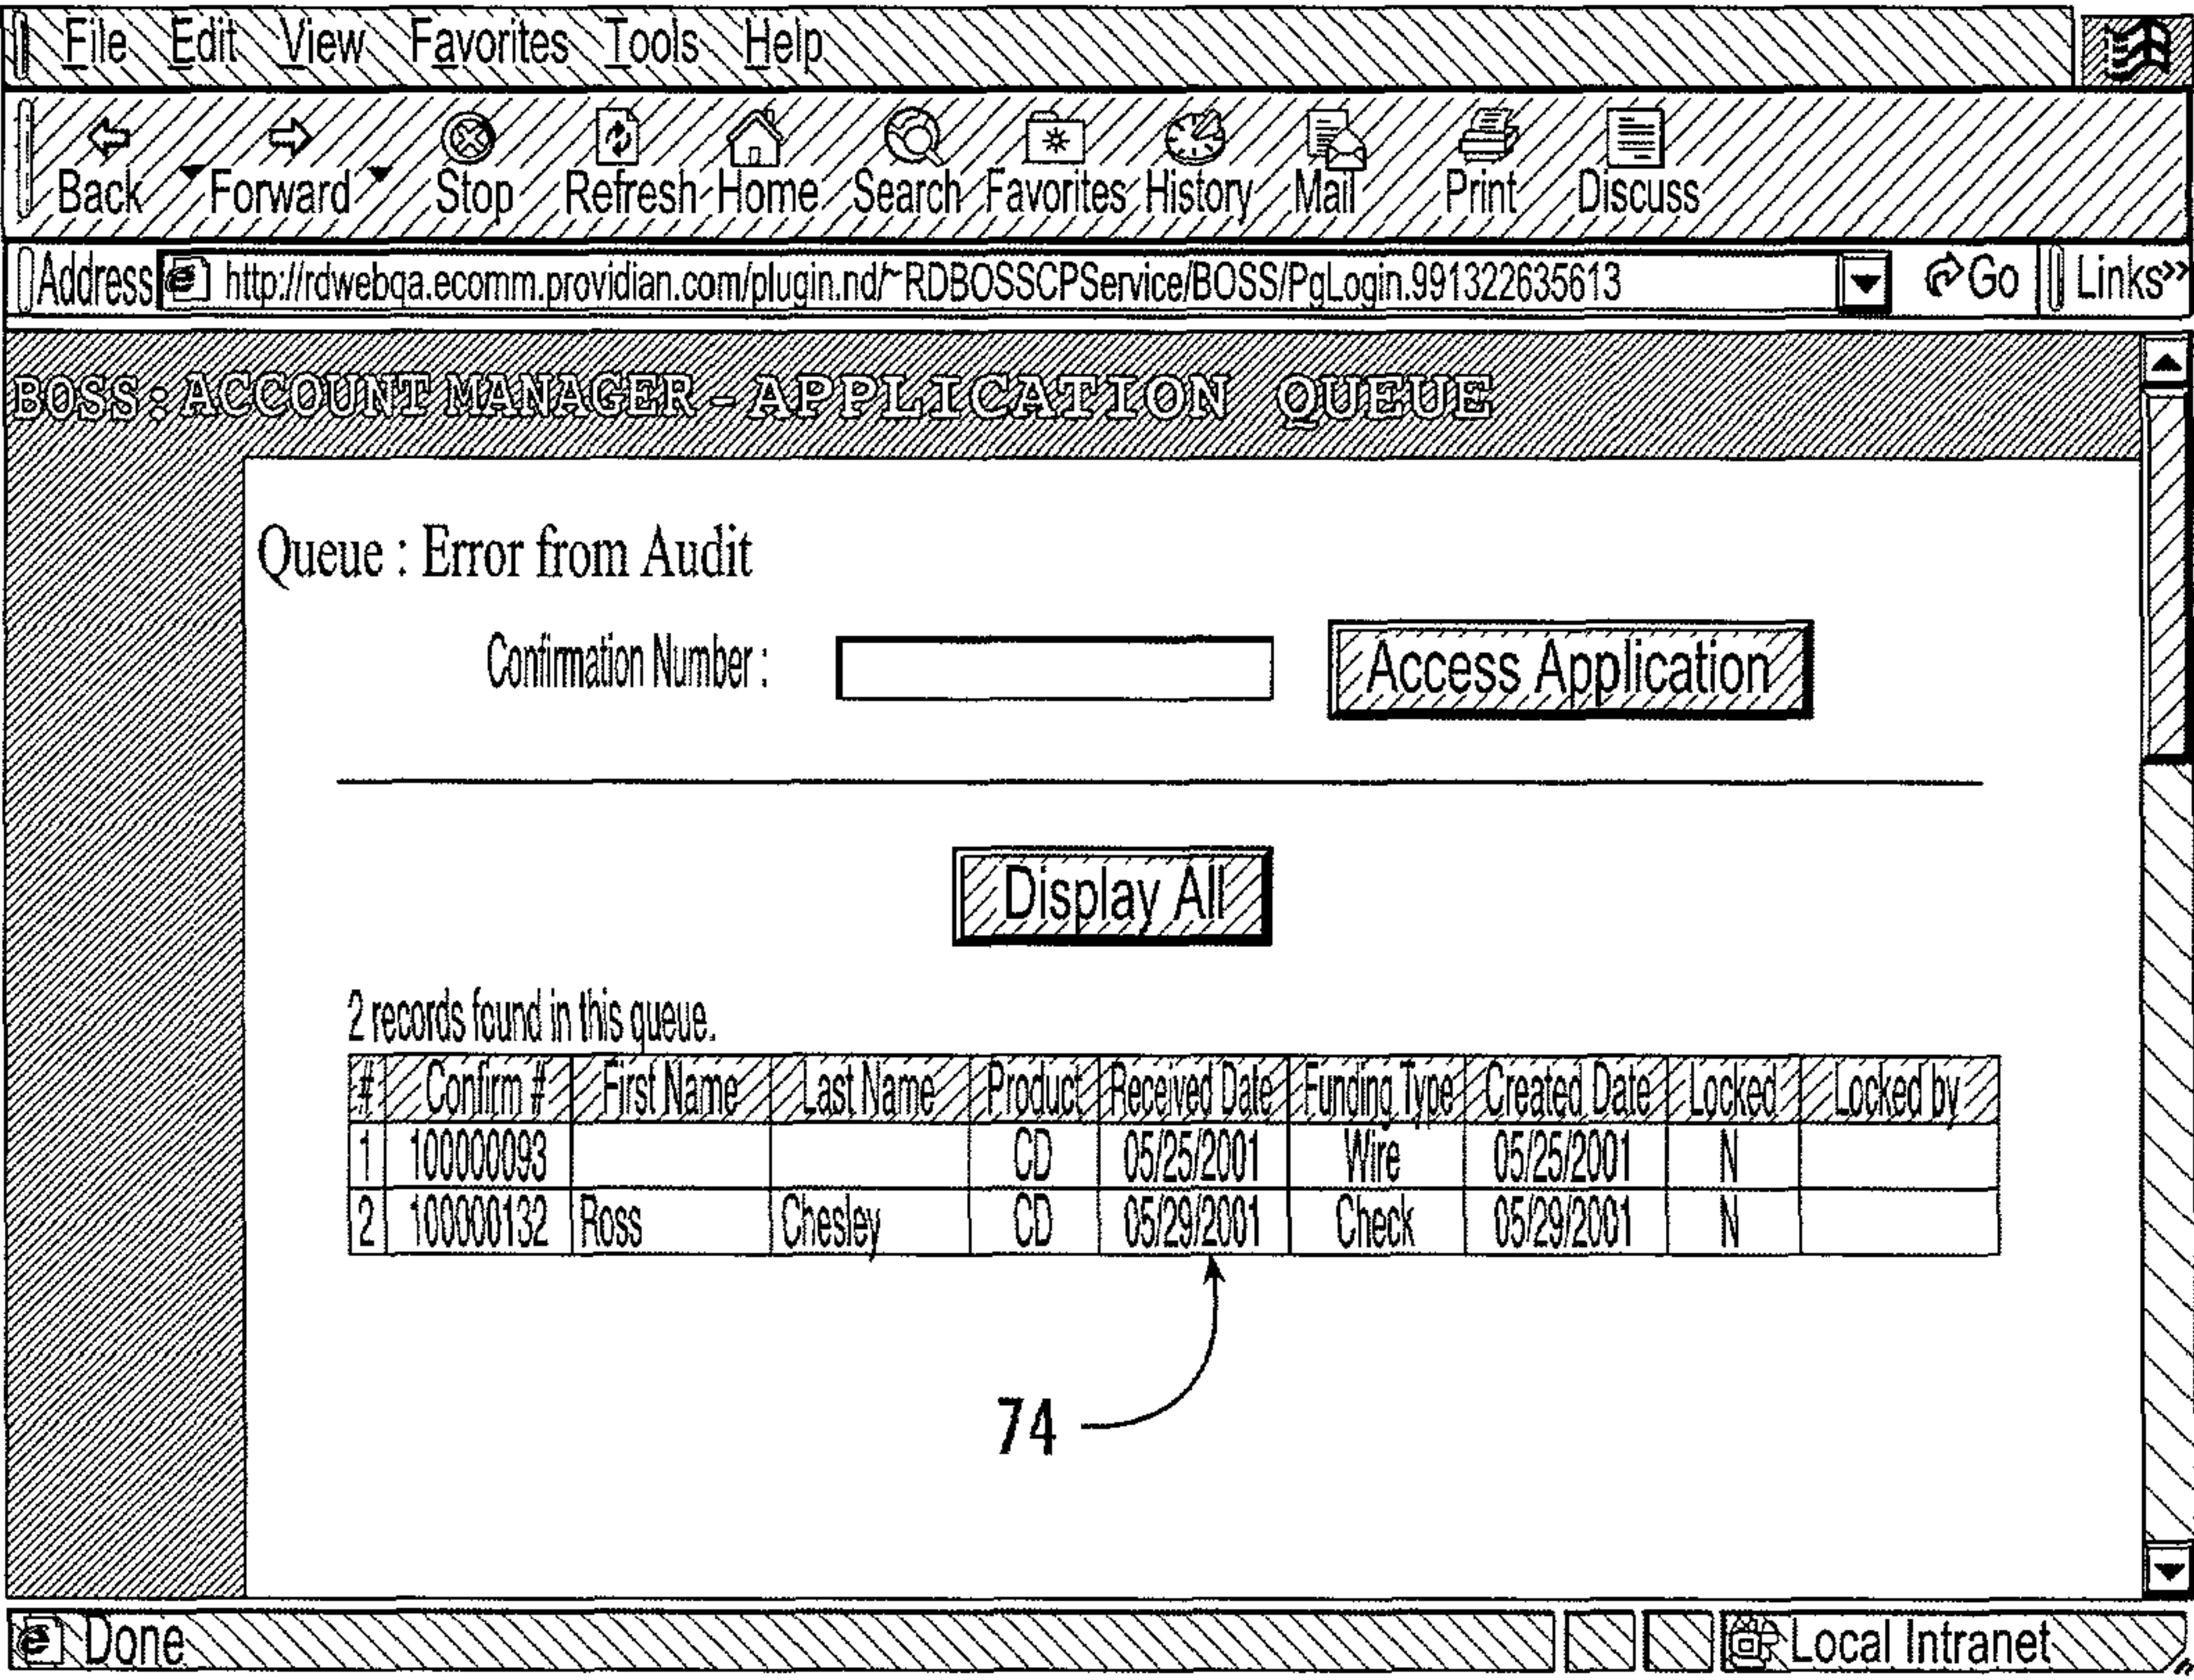 File Edit View Favorites Tools Help
Back Forward Stop Refresh Home Search Favorites History Mail Print Discuss
Address http://rdwebqa.ecomm.providian.com/plugin.nd/~RDBOSSCPService/BOSS/PgLogin.991322635613 Go Links»
BOSS: ACCOUNT MANAGER - APPLICATION QUEUE
Queue : Error from Audit
Confirmation Number : Access Application
Display All
2 records found in this queue.
# Confirm # First Name Last Name Product Received Date Funding Type Created Date Locked Locked by
1 100000093 CD 05/25/2001 Wire 05/25/2001 N
2 100000132 Ross Chesley CD 05/29/2001 Check 05/29/2001 N
74
Done Local Intranet